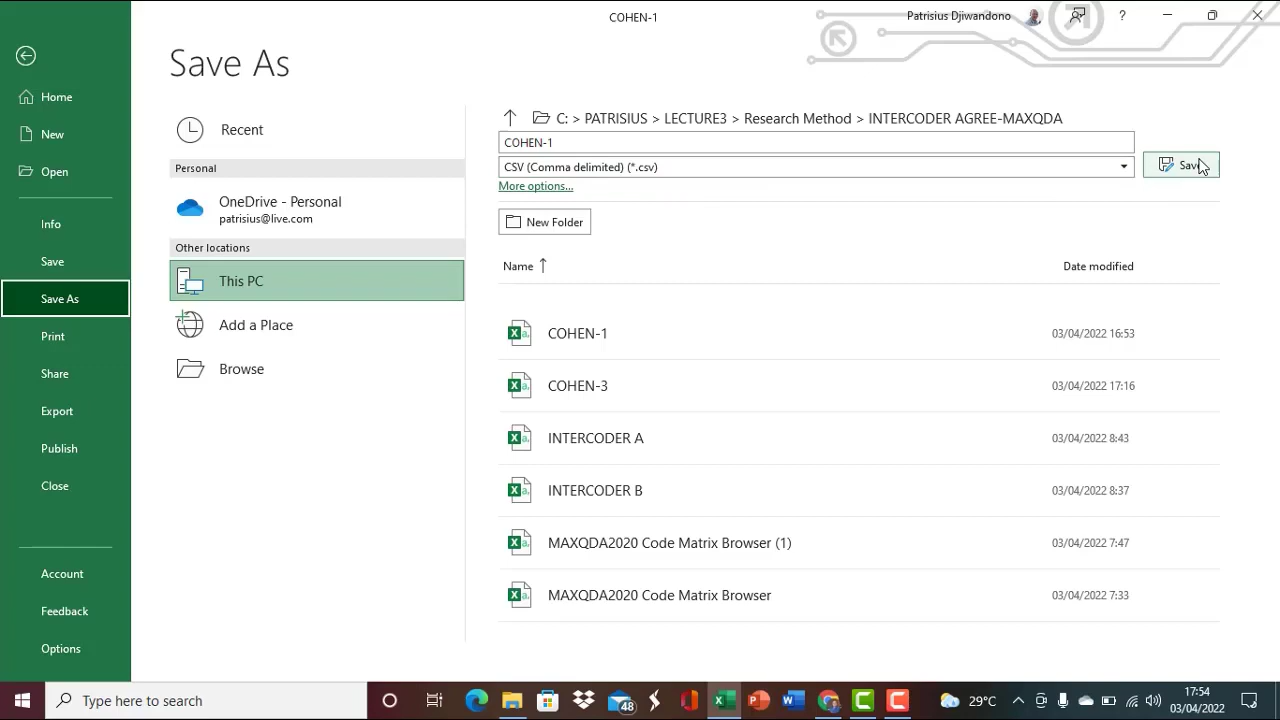 COHEN-1
Patrisius Djiwandono
?
Save As
Home
New
Open
Info
Save
Save As
Print
Share
Export
Publish
Close
Account
Feedback
Options
Recent
Personal
OneDrive - Personal
patrisius@live.com
Other locations
This PC
Add a Place
Browse
C: > PATRISIUS > LECTURE3 > Research Method > INTERCODER AGREE-MAXQDA
COHEN-1
CSV (Comma delimited) (*.csv)
Save
More options...
New Folder
Name Date modified
COHEN-1 03/04/2022 16:53
COHEN-3 03/04/2022 17:16
INTERCODER A 03/04/2022 8:43
INTERCODER B 03/04/2022 8:37
MAXQDA2020 Code Matrix Browser (1) 03/04/2022 7:47
MAXQDA2020 Code Matrix Browser 03/04/2022 7:33
Type here to search
48
29°C
17:54
03/04/2022